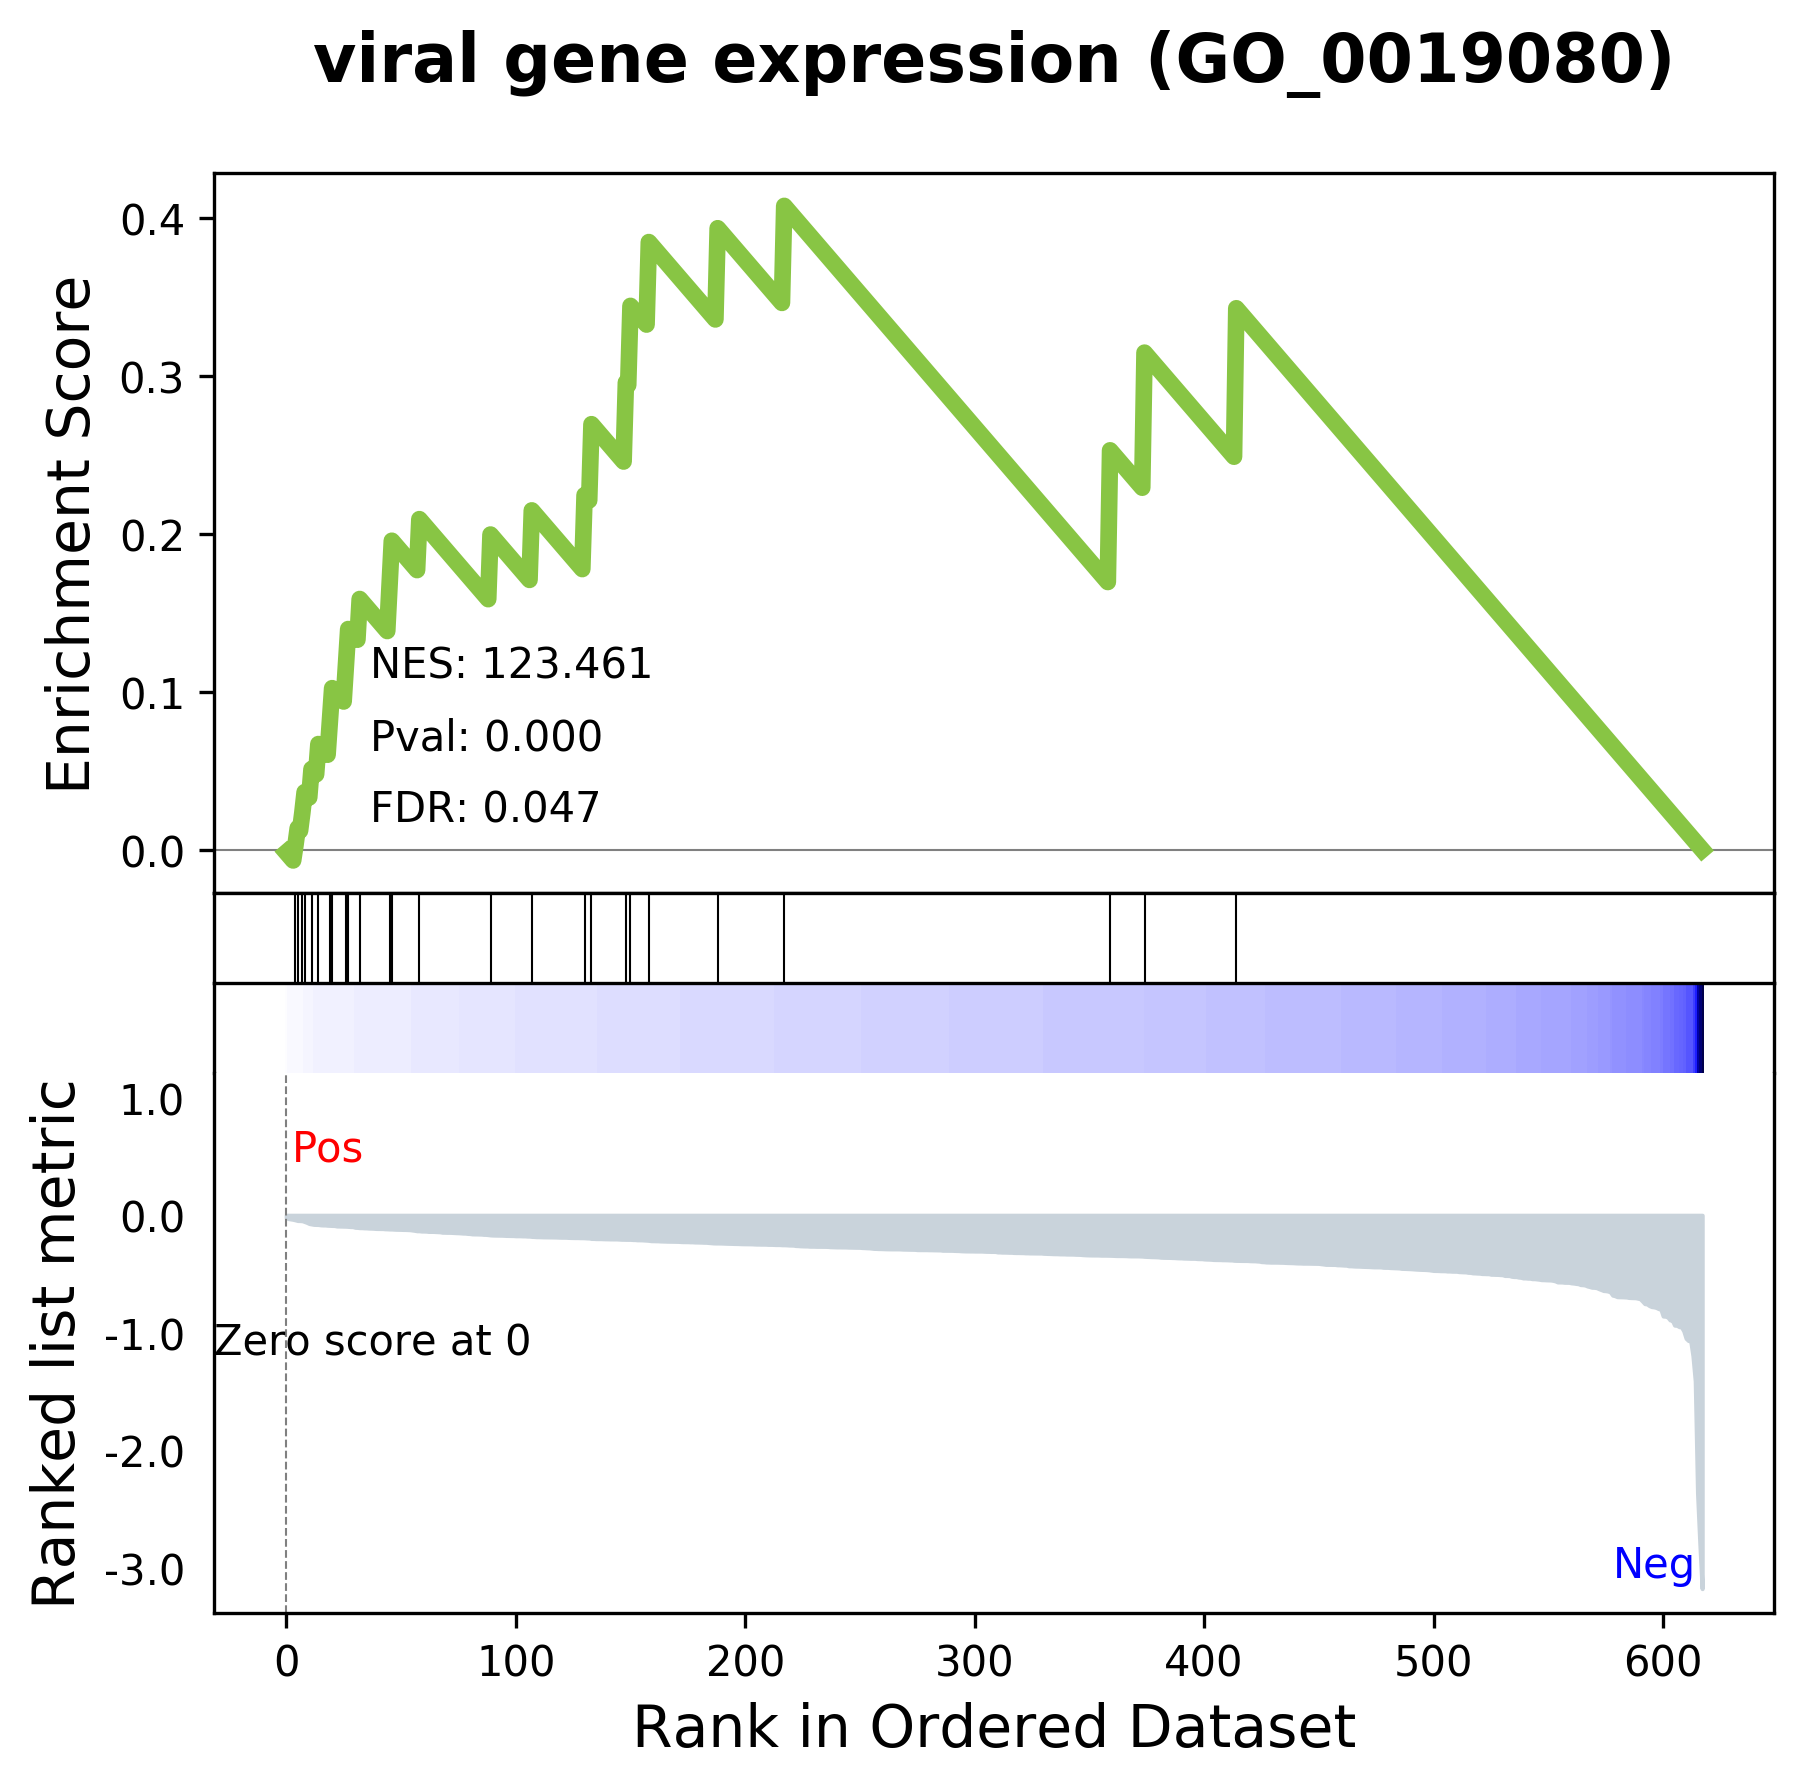 viral gene expression (GO_0019080)
Enrichment Score
0.4
0.3
0.2
0.1
0.0
NES: 123.461
Pval: 0.000
FDR: 0.047
Ranked list metric
1.0
0.0
-1.0
-2.0
-3.0
Pos
Zero score at 0
Neg
0 100 200 300 400 500 600
Rank in Ordered Dataset